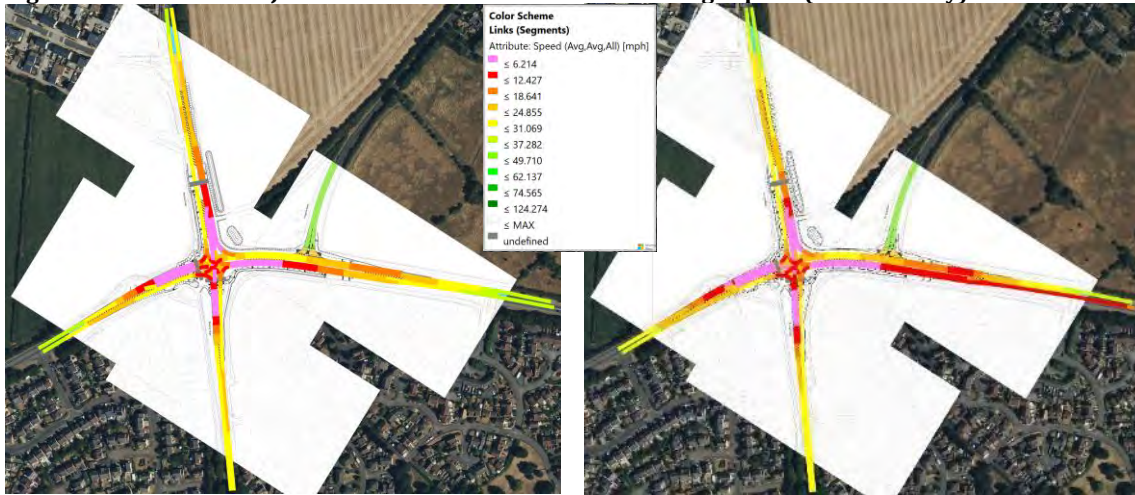 Color Scheme
Links (Segments)
Attribute: Speed (Avg,Avg,All) [mph]
≤ 6.214
≤ 12.427
≤ 18.641
≤ 24.855
≤ 31.069
≤ 37.282
≤ 49.710
≤ 62.137
≤ 74.565
≤ 124.274
≤ MAX
undefined